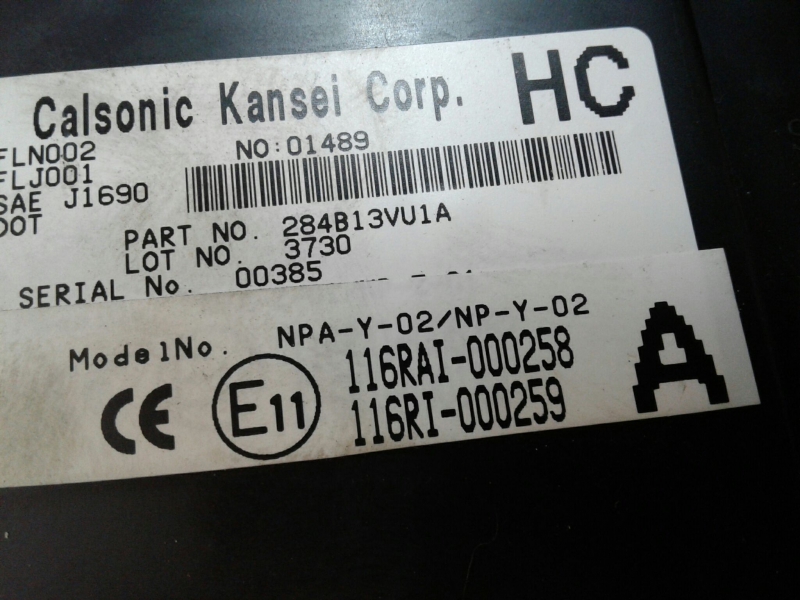 Calsonic Kansei Corp. HC
FLN002 NO:01489
FLJ001
SAE J1690
DOT
PART NO. 284B13VU1A
LOT NO. 3730
SERIAL No. 00385
ModelNo. NPA-Y-02/NP-Y-02
CE E11 116RAI-000258 A
116RI-000259